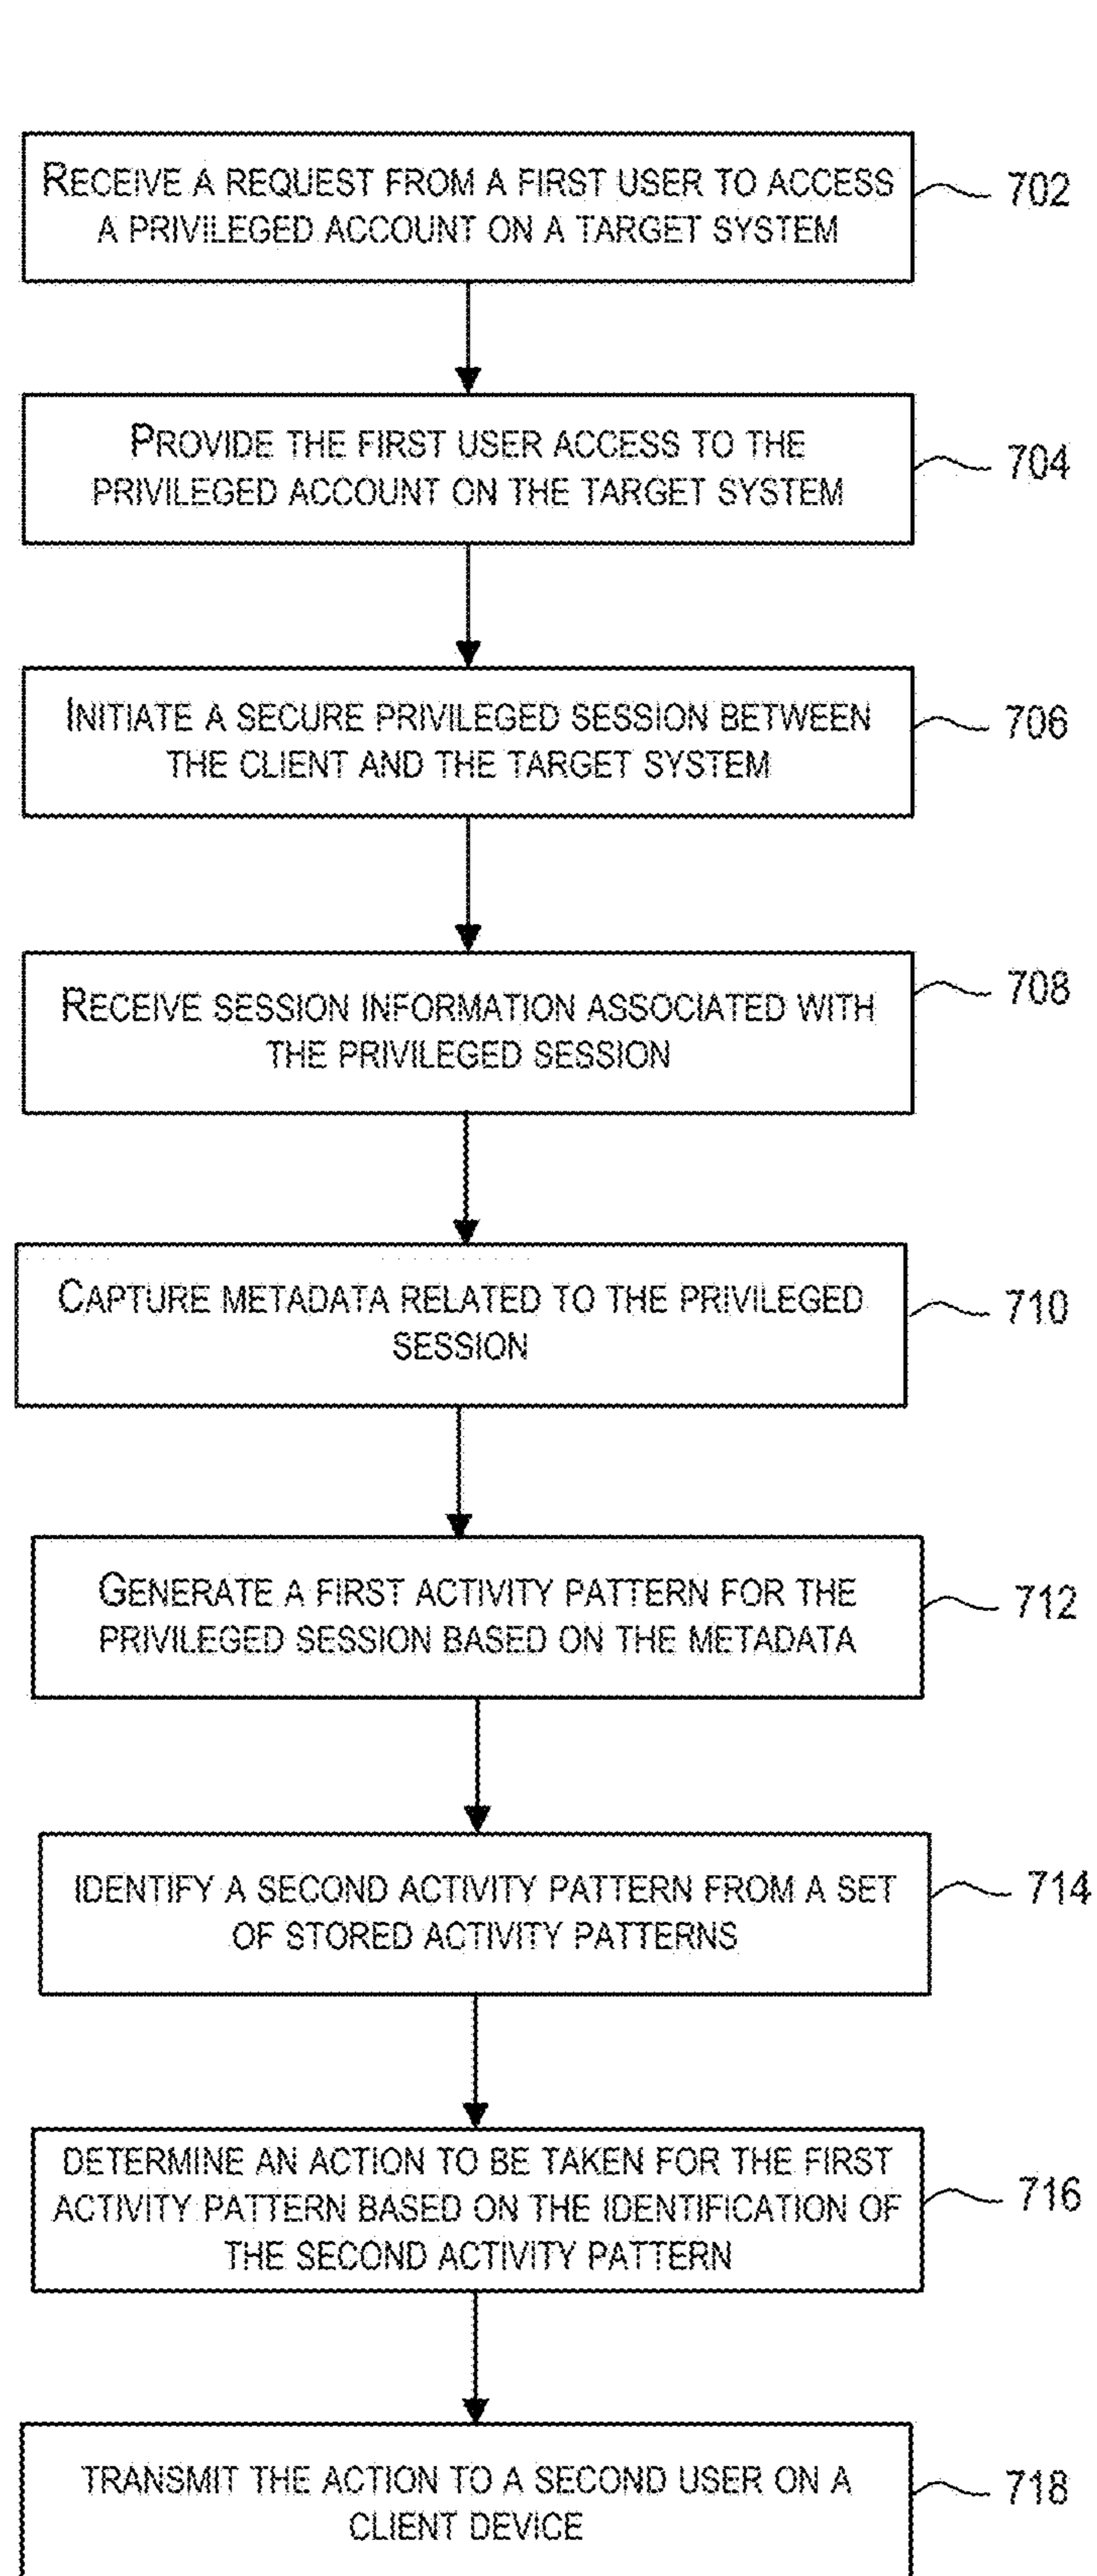 RECEIVE A REQUEST FROM A FIRST USER TO ACCESS
A PRIVILEGED ACCOUNT ON A TARGET SYSTEM
702
PROVIDE THE FIRST USER ACCESS TO THE
PRIVILEGED ACCOUNT ON THE TARGET SYSTEM
704
INITIATE A SECURE PRIVILEGED SESSION BETWEEN
THE CLIENT AND THE TARGET SYSTEM
706
RECEIVE SESSION INFORMATION ASSOCIATED WITH
THE PRIVILEGED SESSION
708
CAPTURE METADATA RELATED TO THE PRIVILEGED
SESSION
710
GENERATE A FIRST ACTIVITY PATTERN FOR THE
PRIVILEGED SESSION BASED ON THE METADATA
712
IDENTIFY A SECOND ACTIVITY PATTERN FROM A SET
OF STORED ACTIVITY PATTERNS
714
DETERMINE AN ACTION TO BE TAKEN FOR THE FIRST
ACTIVITY PATTERN BASED ON THE IDENTIFICATION OF
THE SECOND ACTIVITY PATTERN
716
TRANSMIT THE ACTION TO A SECOND USER ON A
CLIENT DEVICE
718